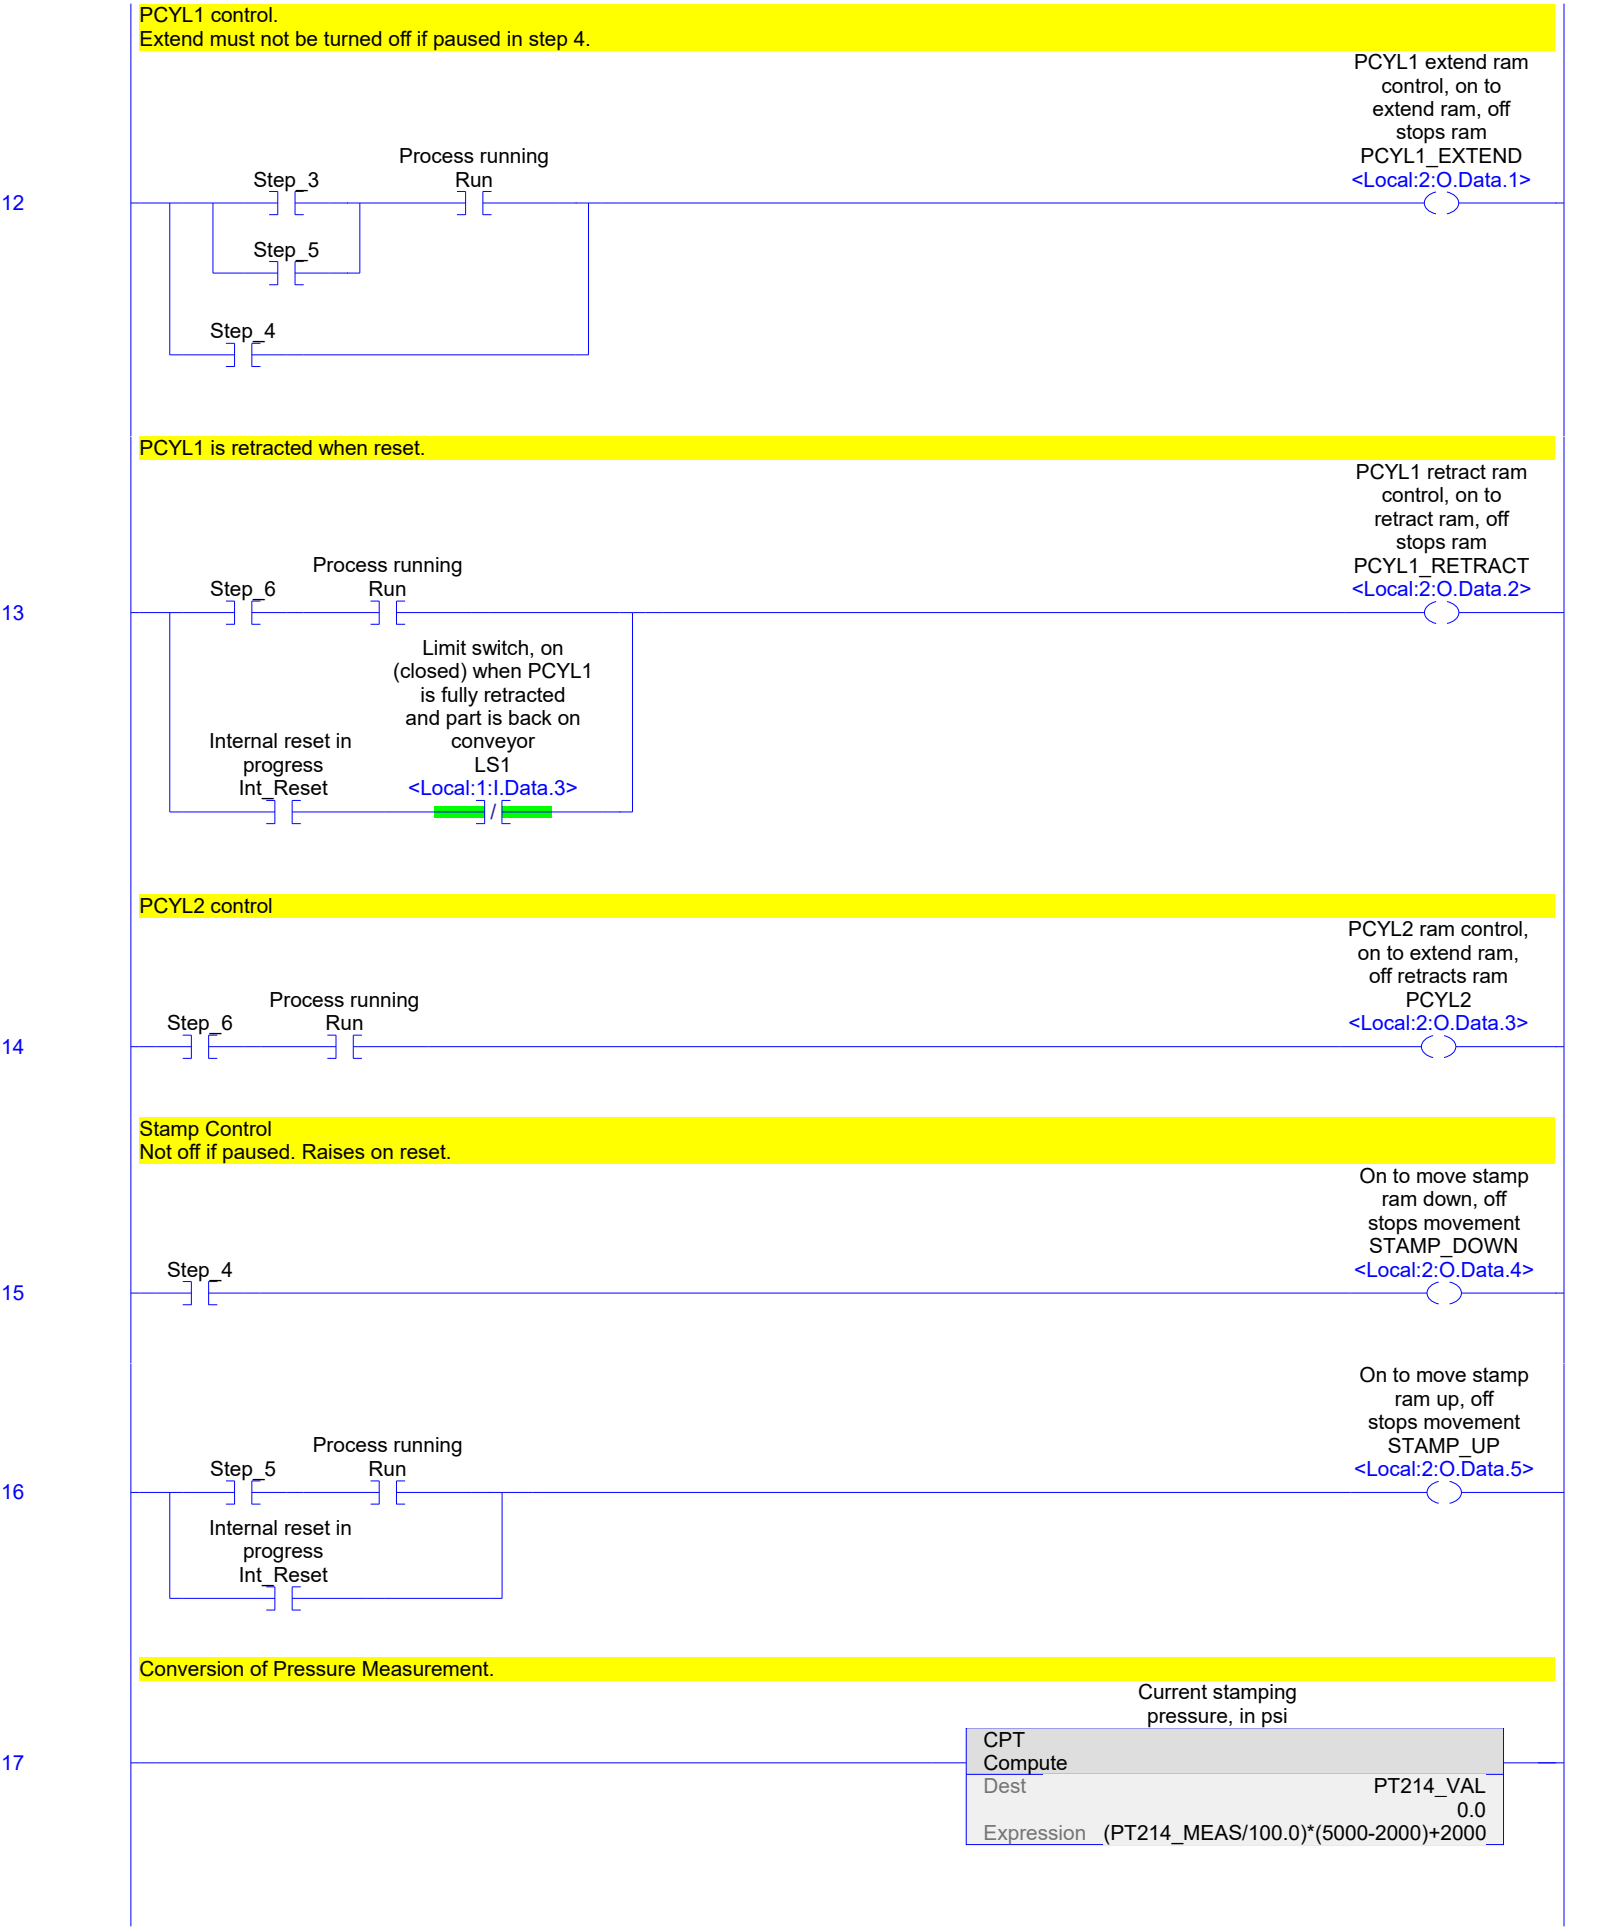 PCYL1 control.
Extend must not be turned off if paused in step 4.
PCYL1 extend ram
control, on to
extend ram, off
stops ram
PCYL1_EXTEND
<Local:2:O.Data.1>
Process running
Run
Step_3
12
Step_5
Step_4
PCYL1 is retracted when reset.
PCYL1 retract ram
control, on to
retract ram, off
stops ram
PCYL1_RETRACT
<Local:2:O.Data.2>
Process running
Run
Step_6
13
Limit switch, on
(closed) when PCYL1
is fully retracted
and part is back on
conveyor
LS1
<Local:1:I.Data.3>
Internal reset in
progress
Int_Reset
/
PCYL2 control
PCYL2 ram control,
on to extend ram,
off retracts ram
PCYL2
<Local:2:O.Data.3>
Process running
Run
Step_6
14
Stamp Control
Not off if paused. Raises on reset.
On to move stamp
ram down, off
stops movement
STAMP_DOWN
<Local:2:O.Data.4>
Step_4
15
On to move stamp
ram up, off
stops movement
STAMP_UP
<Local:2:O.Data.5>
Process running
Run
Step_5
16
Internal reset in
progress
Int_Reset
Conversion of Pressure Measurement.
Current stamping
pressure, in psi
17
CPT
Compute
Dest PT214_VAL
0.0
Expression (PT214_MEAS/100.0)*(5000-2000)+2000